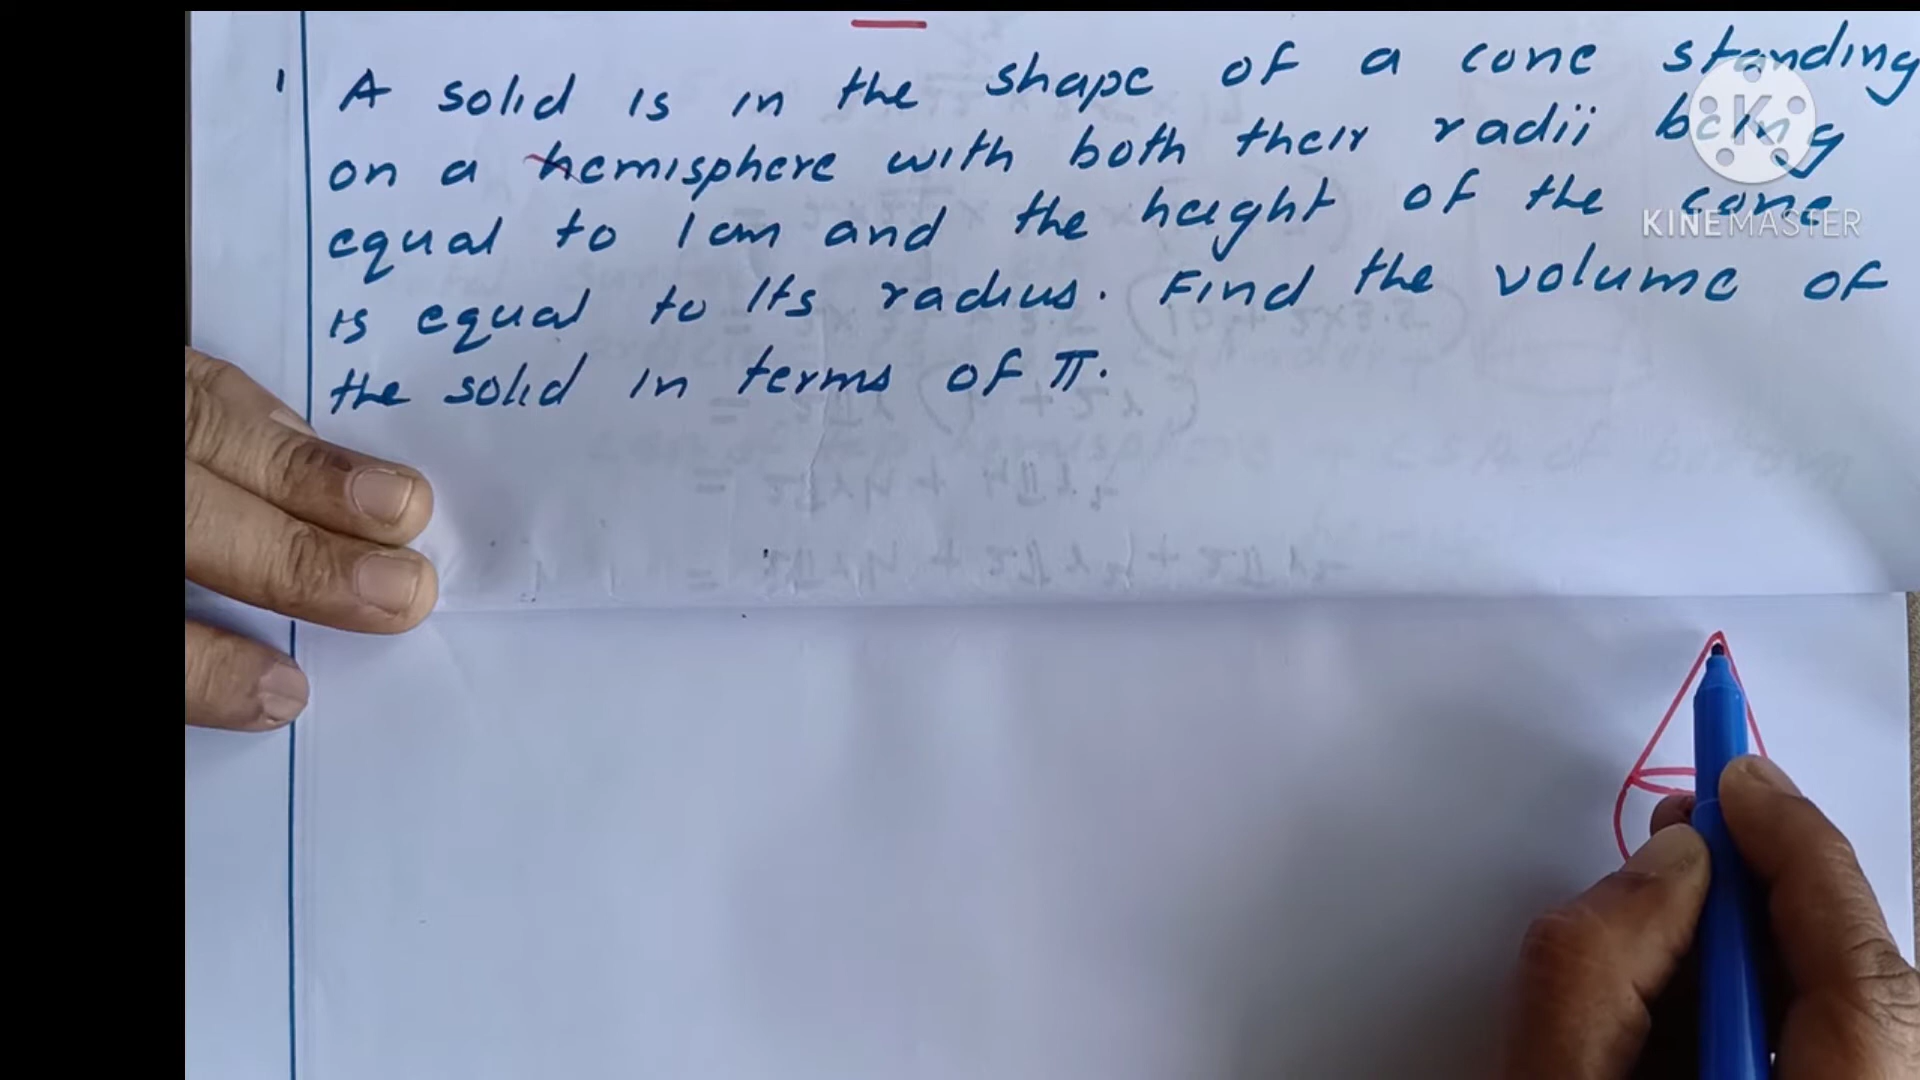 1 A solid is in the shape of a cone standing
on a hemisphere with both their radii being
equal to 1 cm and the height of the cone
is equal to its radius. Find the volume of
the solid in terms of π.
K
KINEMASTER